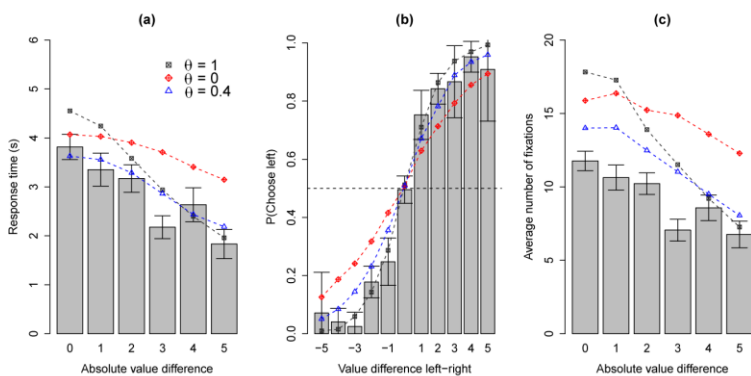 (a)
Response time (s)
6
5
4
3
2
1
0
θ = 1
θ = 0
θ = 0.4
0 1 2 3 4 5
Absolute value difference
(b)
P(Choose left)
1.0
0.8
0.6
0.4
0.2
0.0
−5 −3 −1 1 2 3 4 5
Value difference left−right
(c)
Average number of fixations
20
15
10
5
0
0 1 2 3 4 5
Absolute value difference